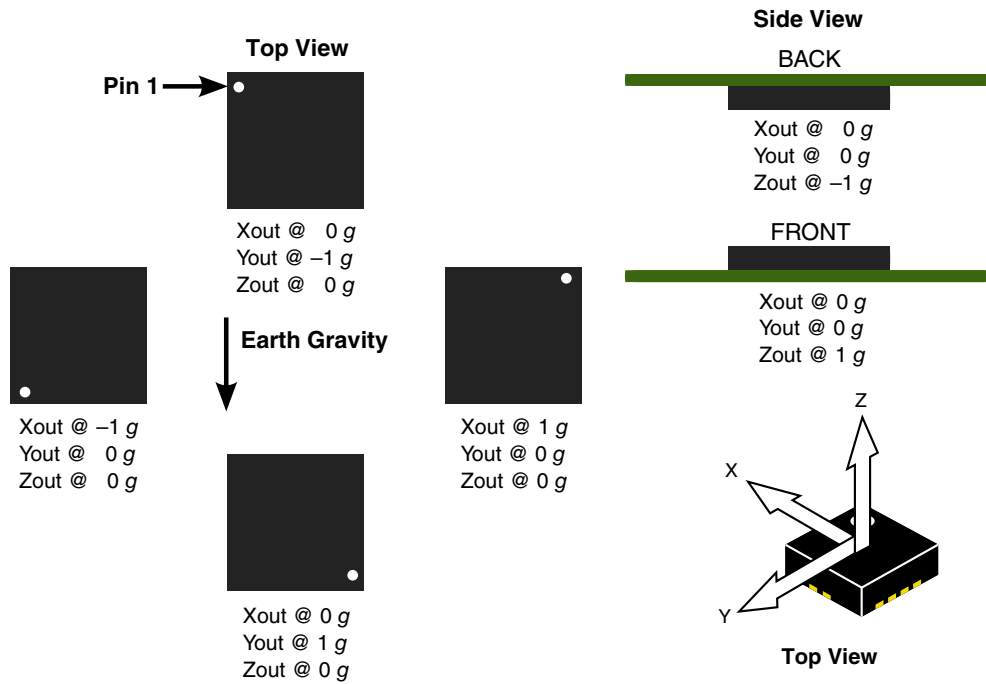 Top View
Pin 1
Xout @ 0 g
Yout @ –1 g
Zout @ 0 g
Earth Gravity
Xout @ –1 g
Yout @ 0 g
Zout @ 0 g
Xout @ 1 g
Yout @ 0 g
Zout @ 0 g
Xout @ 0 g
Yout @ 1 g
Zout @ 0 g
Side View
BACK
Xout @ 0 g
Yout @ 0 g
Zout @ –1 g
FRONT
Xout @ 0 g
Yout @ 0 g
Zout @ 1 g
Z
X
Y
Top View